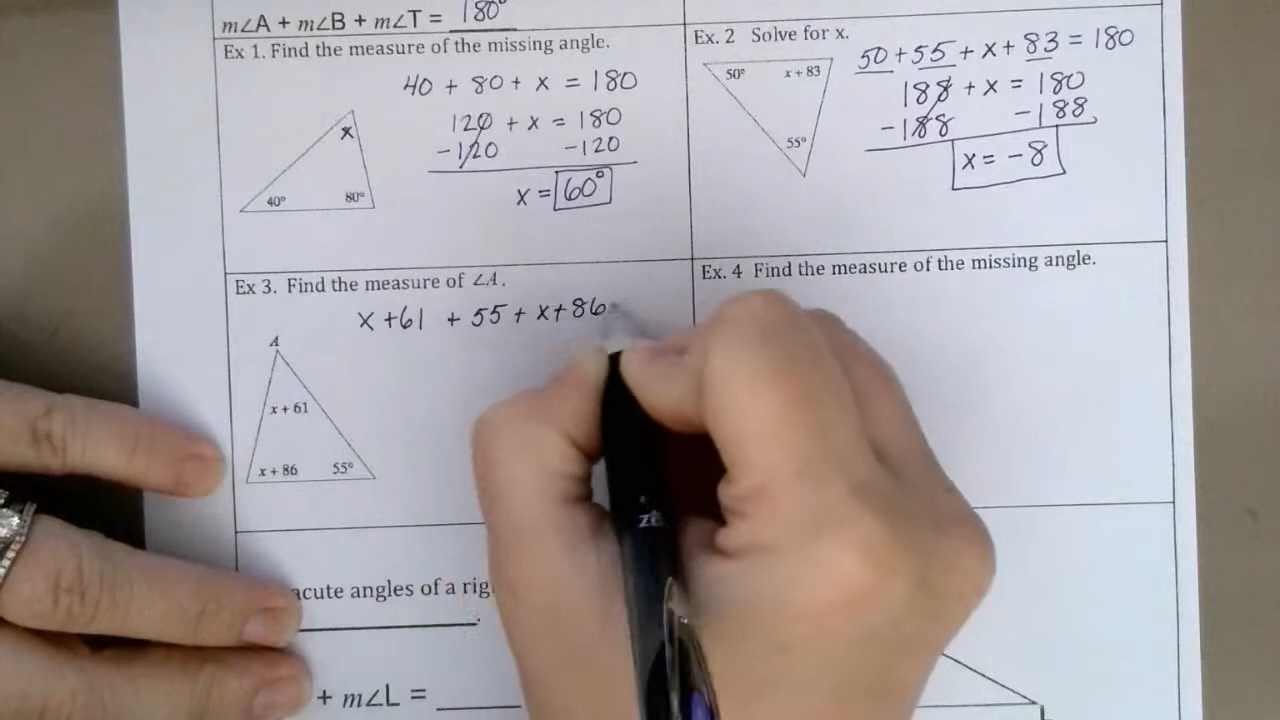 m∠A + m∠B + m∠T = 180°
Ex 1. Find the measure of the missing angle.
40 + 80 + x = 180
120 + x = 180
-120 -120
x = 60°
x
40°
80°
Ex. 2 Solve for x.
50 + 55 + x + 83 = 180
188 + x = 180
-188 -188
x = -8
50°
x + 83
55°
Ex 3. Find the measure of ∠A.
x + 61 + 55 + x + 86
A
x + 61
x + 86
55°
Ex. 4 Find the measure of the missing angle.
acute angles of a
+ m∠L =